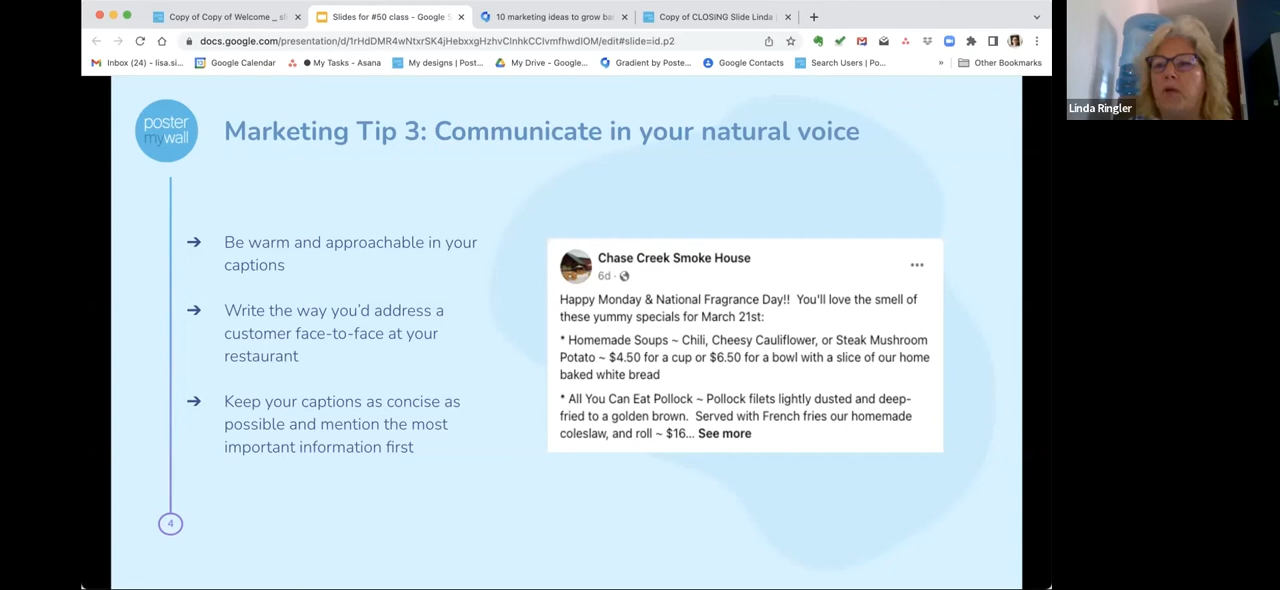 Copy of Copy of Welcome _ sl
Slides for #50 class - Google S
10 marketing ideas to grow bas
Copy of CLOSING Slide Linda
docs.google.com/presentation/d/1rHdDMR4wNtxrSK4jHebxxgHzhvClnhkCClvmfhwdIOM/edit#slide=id.p2
Inbox (24) - lisa.si...
Google Calendar
My Tasks - Asana
My designs | Post...
My Drive - Google...
Gradient by Poste...
Google Contacts
Search Users | Po...
»
Other Bookmarks
Linda Ringler
poster
mywall
Marketing Tip 3: Communicate in your natural voice
➔ Be warm and approachable in your
captions
➔ Write the way you’d address a
customer face-to-face at your
restaurant
➔ Keep your captions as concise as
possible and mention the most
important information first
4
Chase Creek Smoke House
6d ·
Happy Monday & National Fragrance Day!! You'll love the smell of
these yummy specials for March 21st:
* Homemade Soups ~ Chili, Cheesy Cauliflower, or Steak Mushroom
Potato ~ $4.50 for a cup or $6.50 for a bowl with a slice of our home
baked white bread
* All You Can Eat Pollock ~ Pollock filets lightly dusted and deep-
fried to a golden brown. Served with French fries our homemade
coleslaw, and roll ~ $16... See more